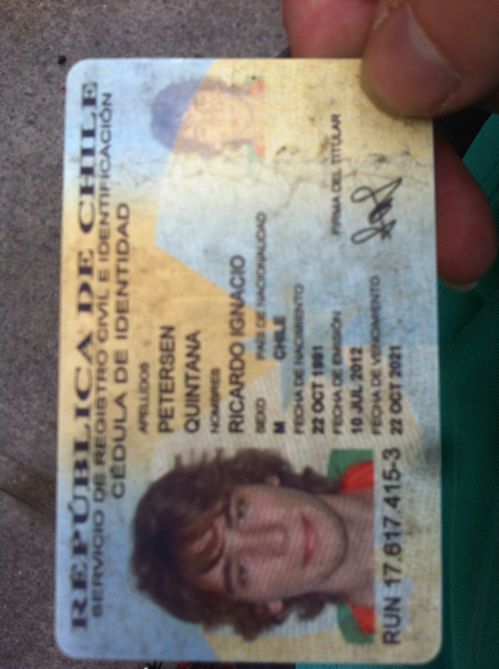 REPÚBLICA DE CHILE
SERVICIO DE REGISTRO CIVIL E IDENTIFICACIÓN
CÉDULA DE IDENTIDAD
APELLIDOS
PETERSEN
QUINTANA
NOMBRES
RICARDO IGNACIO
SEXO PAÍS DE NACIONALIDAD
M CHILE
FECHA DE NACIMIENTO
22 OCT 1991
FECHA DE EMISIÓN
10 JUL 2012
FECHA DE VENCIMIENTO
22 OCT 2021
FIRMA DEL TITULAR
RUN 17.617.415-3